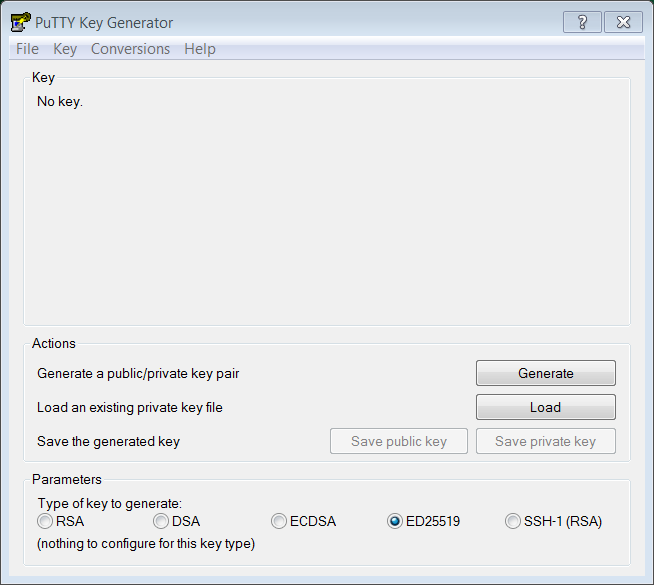 PuTTY Key Generator
?
File Key Conversions Help
Key
No key.
Actions
Generate a public/private key pair Generate
Load an existing private key file Load
Save the generated key Save public key Save private key
Parameters
Type of key to generate:
RSA DSA ECDSA ED25519 SSH-1 (RSA)
(nothing to configure for this key type)